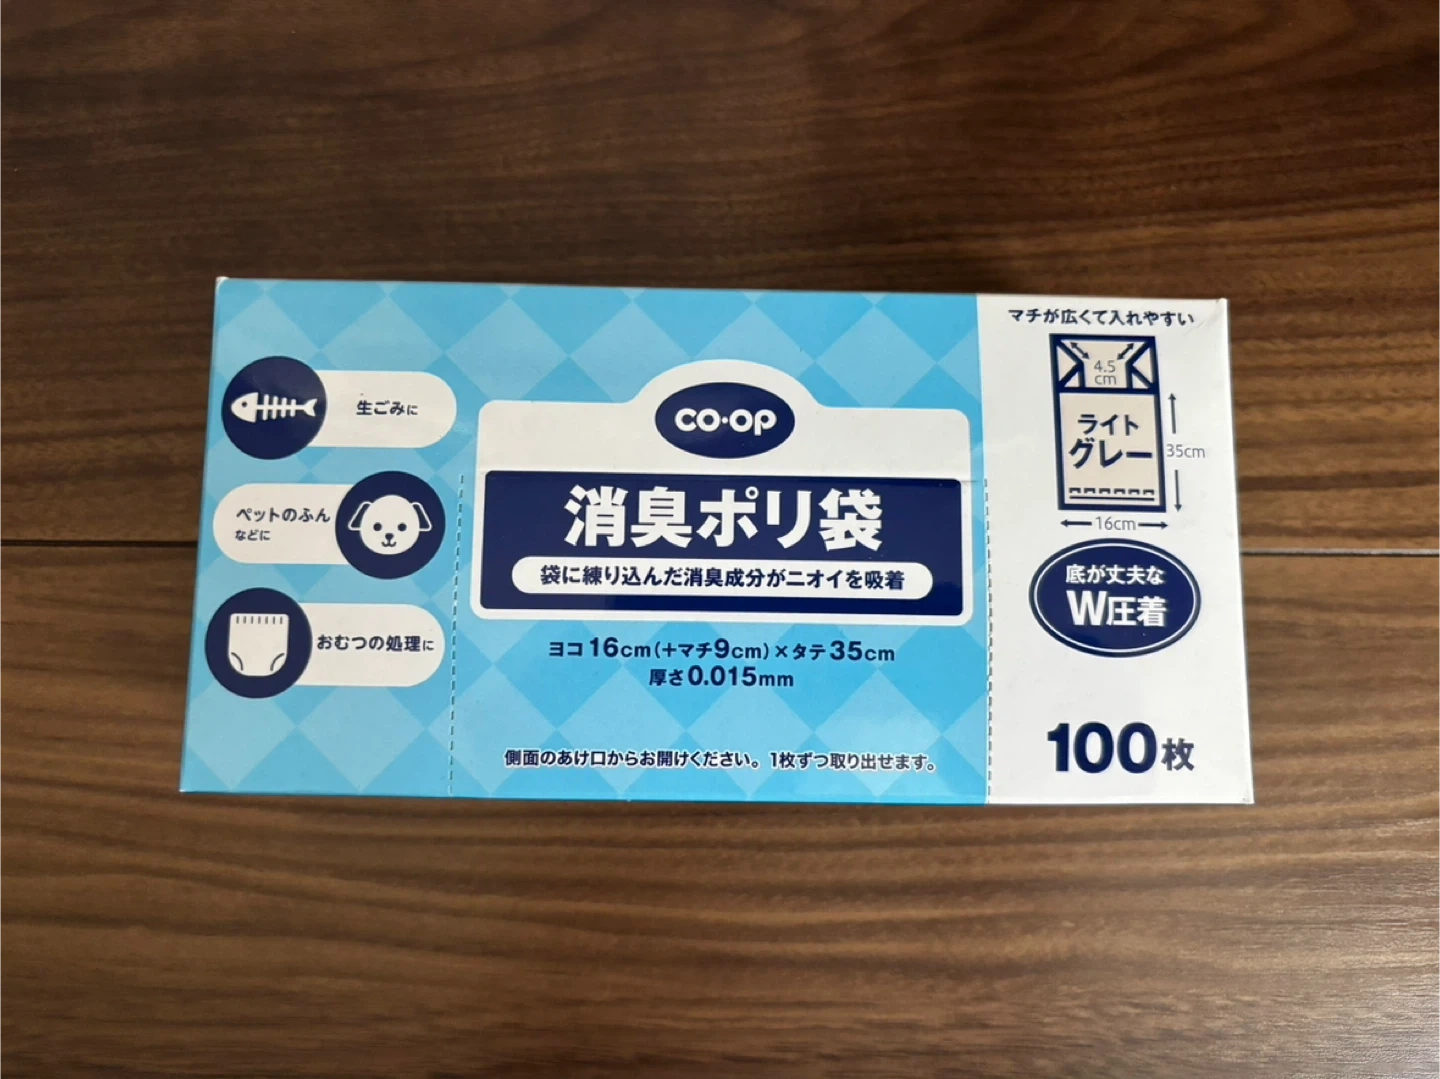 生ごみに
ペットのふん
などに
おむつの処理に
CO・OP
消臭ポリ袋
袋に練り込んだ消臭成分がニオイを吸着
ヨコ16cm(＋マチ9cm)×タテ35cm
厚さ0.015mm
側面のあけ口からお開けください。1枚ずつ取り出せます。
マチが広くて入れやすい
4.5
cm
ライト
グレー
35cm
16cm
底が丈夫な
W圧着
100枚